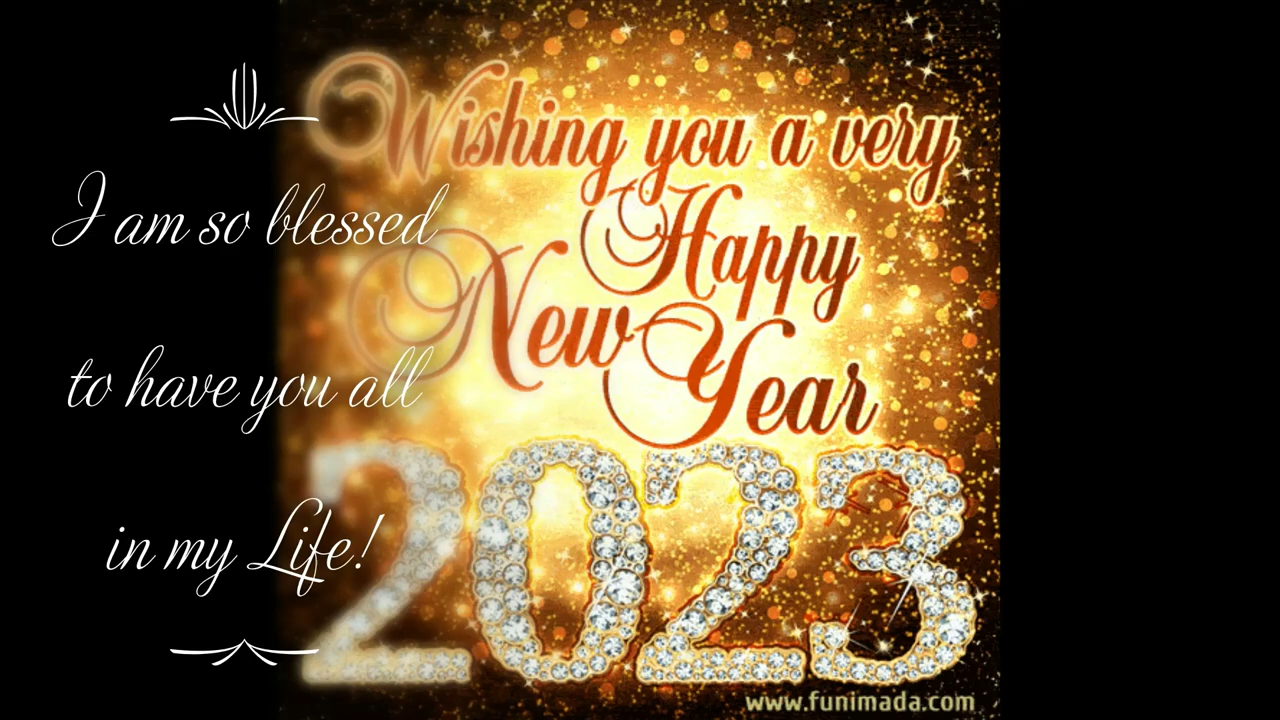 I am so blessed
to have you all
in my Life!
Wishing you a very
Happy
New Year
2023
www.funimada.com